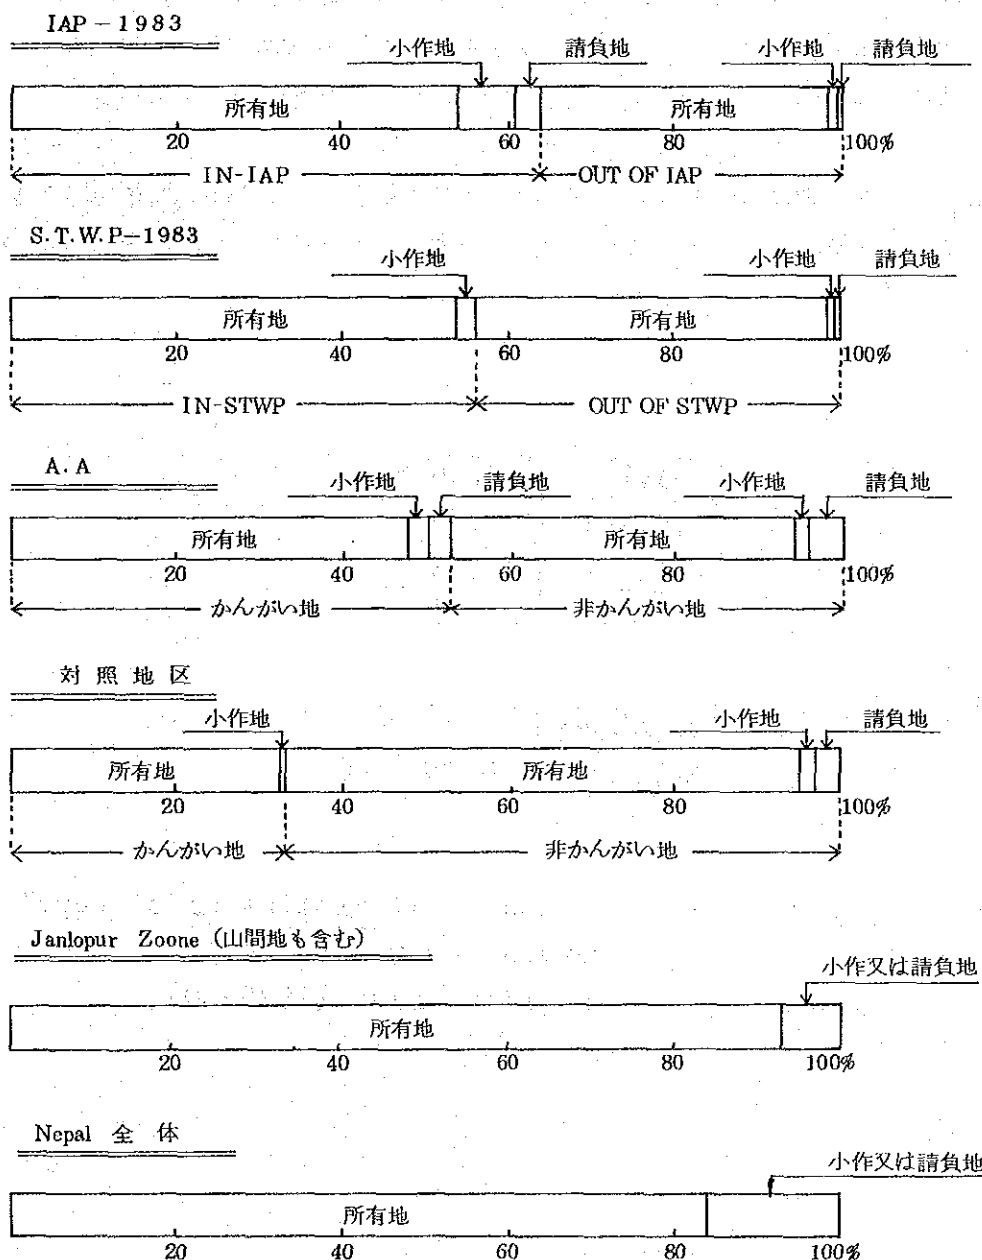 IAP-1983
小作地 請負地 小作地 請負地
所有地 所有地
20 40 60 80 100%
IN-IAP OUT OF IAP
S.T.W.P-1983
小作地 小作地 請負地
所有地 所有地
20 40 60 80 100%
IN-STWP OUT OF STWP
A.A
小作地 請負地 小作地 請負地
所有地 所有地
20 40 60 80 100%
かんがい地 非かんがい地
対照地区
小作地 小作地 請負地
所有地 所有地
20 40 60 80 100%
かんがい地 非かんがい地
Janlopur Zoone (山間地も含む)
小作又は請負地
所有地
20 40 60 80 100%
Nepal 全体
小作又は請負地
所有地
20 40 60 80 100%